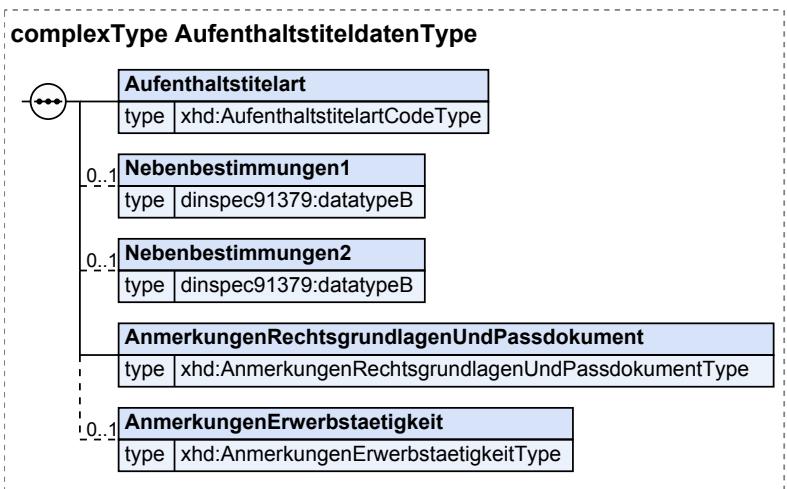 complexType AufenthaltstiteldatenType
Aufenthaltstitelart
type xhd:AufenthaltstitelartCodeType
0..1 Nebenbestimmungen1
type dinspec91379:datatypeB
0..1 Nebenbestimmungen2
type dinspec91379:datatypeB
AnmerkungenRechtsgrundlagenUndPassdokument
type xhd:AnmerkungenRechtsgrundlagenUndPassdokumentType
0..1 AnmerkungenErwerbstaetigkeit
type xhd:AnmerkungenErwerbstaetigkeitType